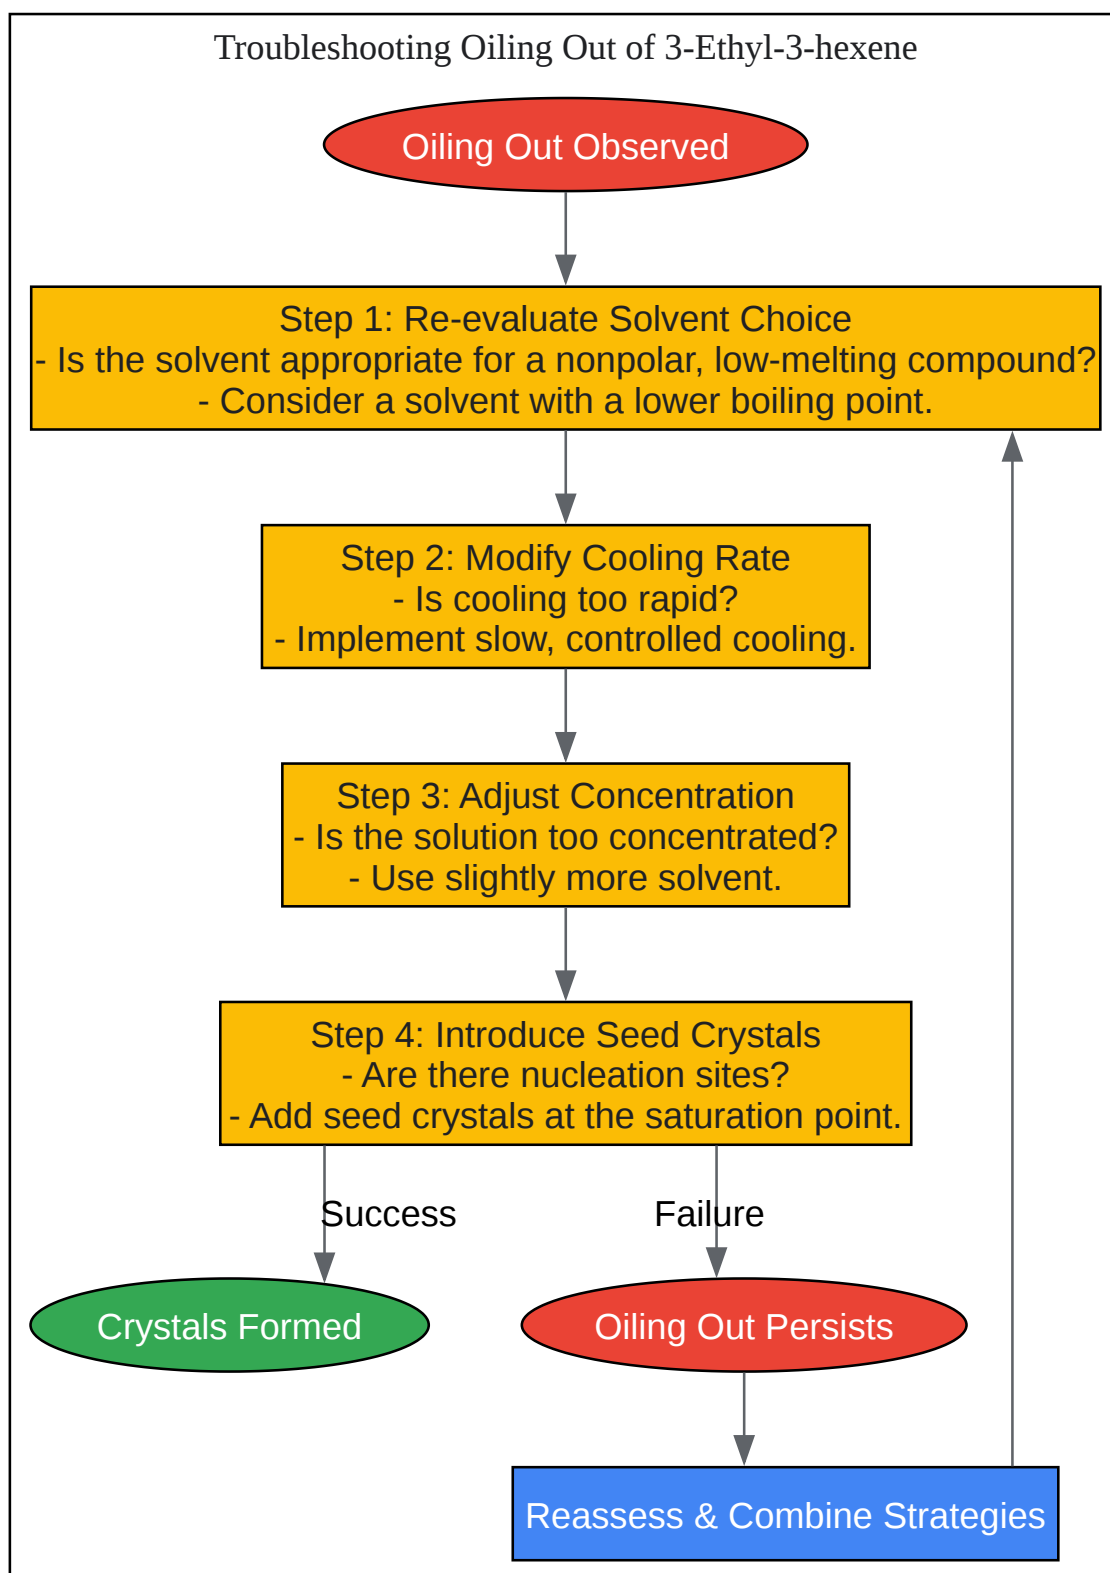 Troubleshooting Oiling Out of 3-Ethyl-3-hexene
Oiling Out Observed
Step 1: Re-evaluate Solvent Choice
- Is the solvent appropriate for a nonpolar, low-melting compound?
- Consider a solvent with a lower boiling point.
Step 2: Modify Cooling Rate
- Is cooling too rapid?
- Implement slow, controlled cooling.
Step 3: Adjust Concentration
- Is the solution too concentrated?
- Use slightly more solvent.
Step 4: Introduce Seed Crystals
- Are there nucleation sites?
- Add seed crystals at the saturation point.
Success
Failure
Crystals Formed
Oiling Out Persists
Reassess & Combine Strategies